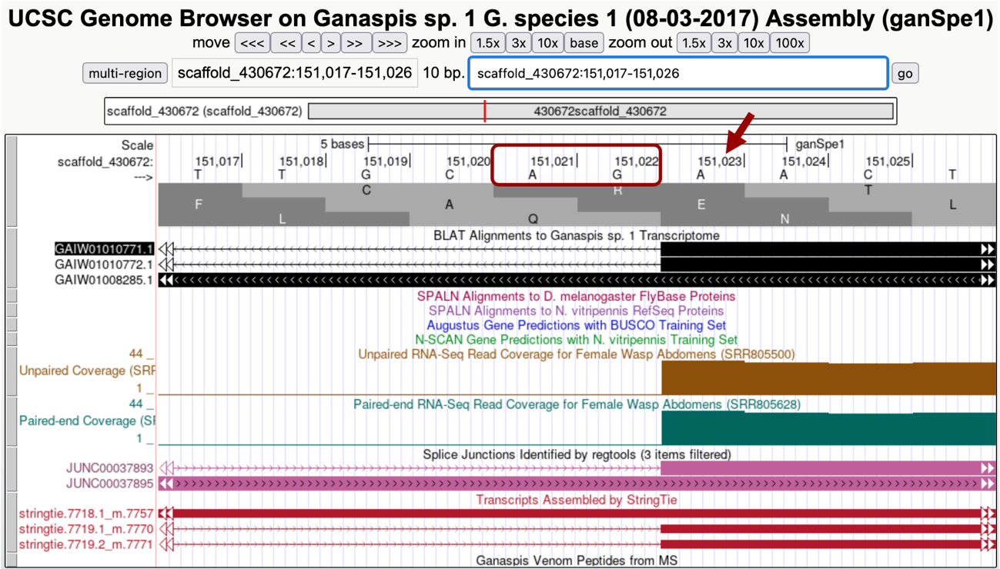 UCSC Genome Browser on Ganaspis sp. 1 G. species 1 (08-03-2017) Assembly (ganSpe1)
move <<< << < > >> >>> zoom in 1.5x 3x 10x base zoom out 1.5x 3x 10x 100x
multi-region scaffold_430672:151,017-151,026 10 bp. scaffold_430672:151,017-151,026 go
scaffold_430672 (scaffold_430672) 430672scaffold_430672
Scale 5 bases ganSpe1
scaffold_430672: 151,017 151,018 151,019 151,020 151,021 151,022 151,023 151,024 151,025
---> T T G C A G A A C T
C R T
F A E L
L Q N
BLAT Alignments to Ganaspis sp. 1 Transcriptome
GAIW01010771.1
GAIW01010772.1
GAIW01008285.1
SPALN Alignments to D. melanogaster FlyBase Proteins
SPALN Alignments to N. vitripennis RefSeq Proteins
Augustus Gene Predictions with BUSCO Training Set
N-SCAN Gene Predictions with N. vitripennis Training Set
44 _ Unpaired RNA-Seq Read Coverage for Female Wasp Abdomens (SRR805500)
Unpaired Coverage (SRF
1 _
44 _ Paired-end RNA-Seq Read Coverage for Female Wasp Abdomens (SRR805628)
Paired-end Coverage (SF
1 _
Splice Junctions Identified by regtools (3 items filtered)
JUNC00037893
JUNC00037895
Transcripts Assembled by StringTie
stringtie.7718.1_m.7757
stringtie.7719.1_m.7770
stringtie.7719.2_m.7771
Ganaspis Venom Peptides from MS